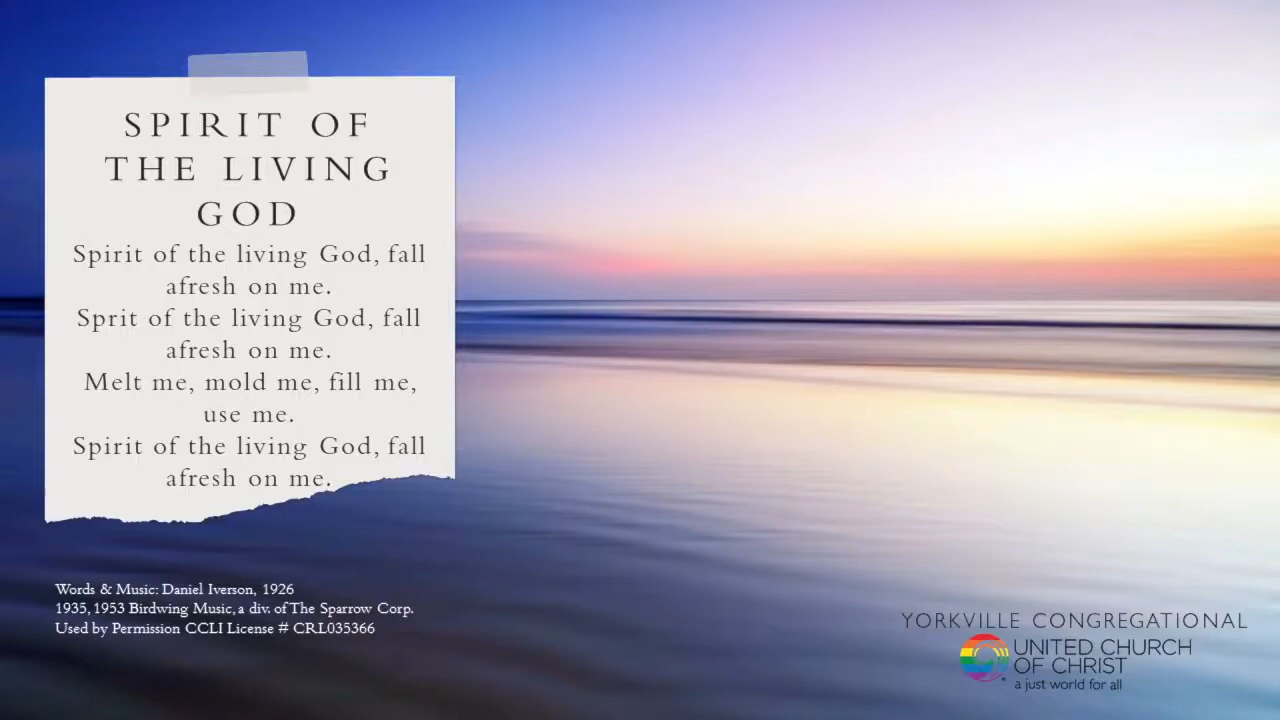 SPIRIT OF
THE LIVING
GOD
Spirit of the living God, fall
afresh on me.
Sprit of the living God, fall
afresh on me.
Melt me, mold me, fill me,
use me.
Spirit of the living God, fall
afresh on me.
Words & Music: Daniel Iverson, 1926
1935, 1953 Birdwing Music, a div. of The Sparrow Corp.
Used by Permission CCLI License # CRL035366
YORKVILLE CONGREGATIONAL
UNITED CHURCH
OF CHRIST
a just world for all